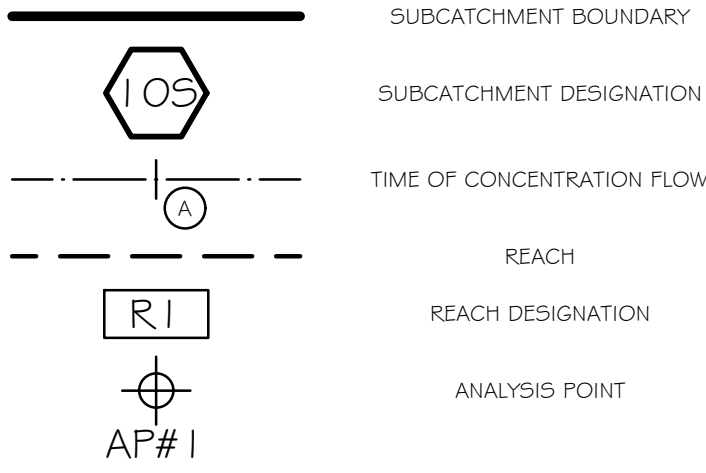 SUBCATCHMENT BOUNDARY
10S SUBCATCHMENT DESIGNATION
TIME OF CONCENTRATION FLOW
A
REACH
R1 REACH DESIGNATION
ANALYSIS POINT
AP#1